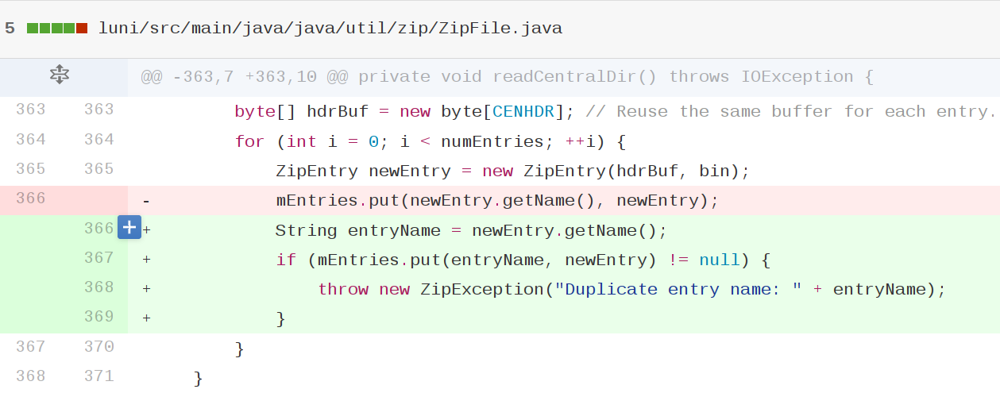 5 luni/src/main/java/java/util/zip/ZipFile.java
@@ -363,7 +363,10 @@ private void readCentralDir() throws IOException {
363 363 byte[] hdrBuf = new byte[CENHDR]; // Reuse the same buffer for each entry.
364 364 for (int i = 0; i < numEntries; ++i) {
365 365 ZipEntry newEntry = new ZipEntry(hdrBuf, bin);
366 - mEntries.put(newEntry.getName(), newEntry);
366 + String entryName = newEntry.getName();
367 + if (mEntries.put(entryName, newEntry) != null) {
368 + throw new ZipException("Duplicate entry name: " + entryName);
369 + }
367 370 }
368 371 }